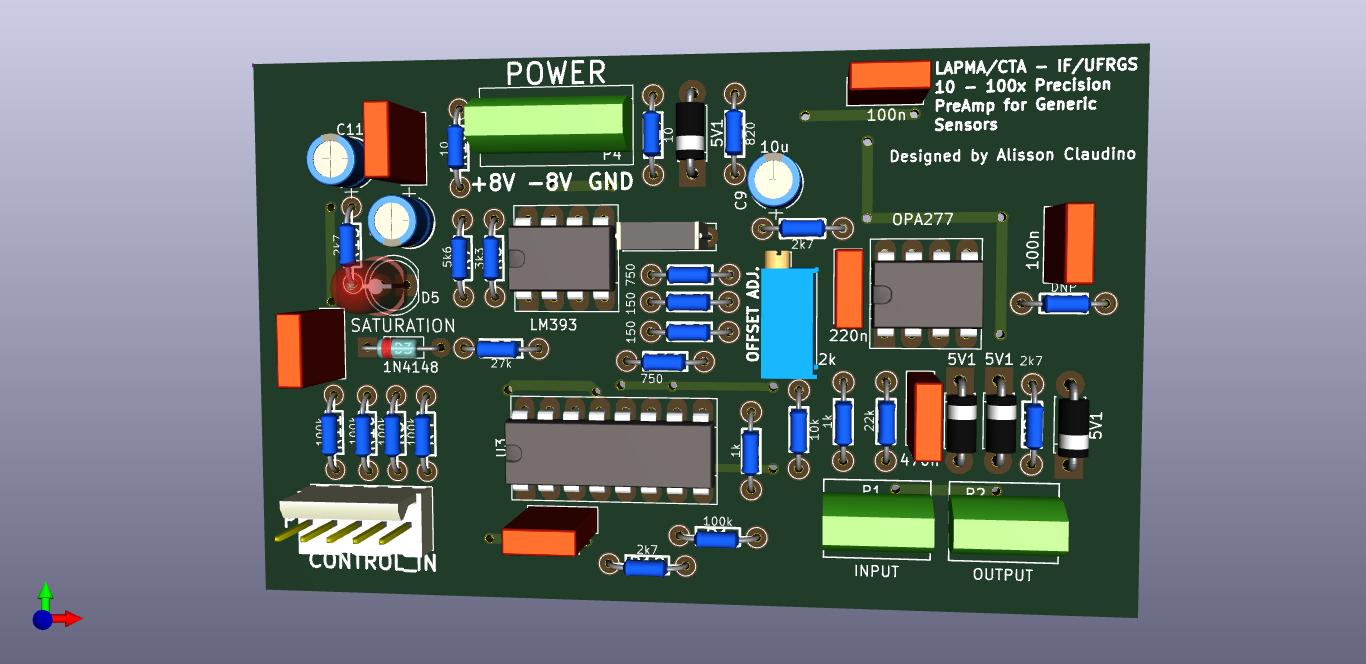 POWER
LAPMA/CTA – IF/UFRGS
10 – 100x Precision
PreAmp for Generic
Sensors
100n
Designed by Alisson Claudino
C11
10
P4
10
5V1
820
10u
C9
+8V -8V GND
2k7
OPA277
2k7
5k6
3k3
LM393
750
150
150
750
OFFSET ADJ.
2k
220n
100n
DNP
D5
SATURATION
1N4148
27k
5V1 5V1 2k7
5V1
100k
100k
100k
100k
U3
1k
10k
1k
22k
470n
P1
P2
CONTROL_IN
100k
2k7
INPUT
OUTPUT